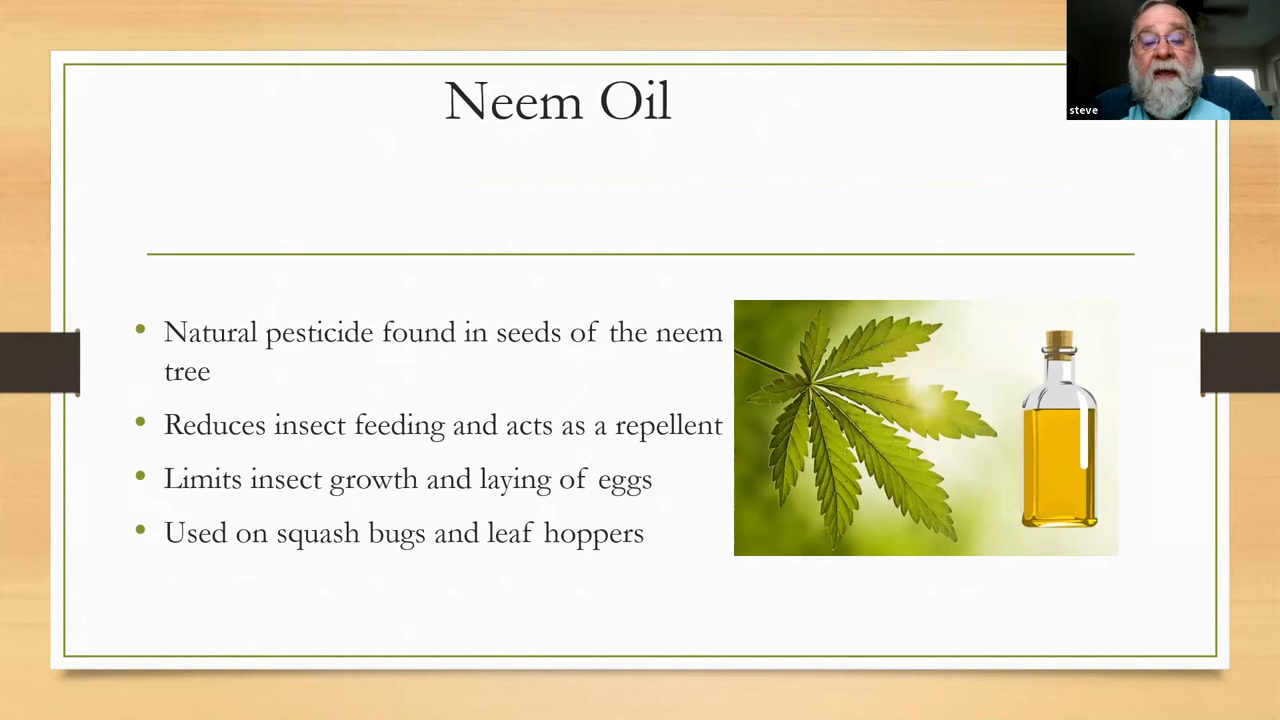 Neem Oil
steve
Natural pesticide found in seeds of the neem
tree
Reduces insect feeding and acts as a repellent
Limits insect growth and laying of eggs
Used on squash bugs and leaf hoppers